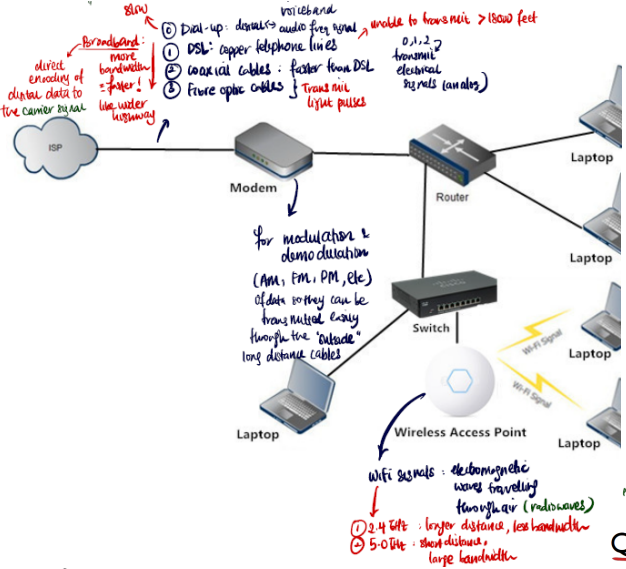 slow
voiceband
⓪ Dial-up: digital → audio freq signal
unable to transmit > 18000 feet
Broadband:
more
bandwidth
= faster!
like wider
highway
direct
encoding of
digital data to
the carrier signal
① DSL: copper telephone lines
② coaxial cables: faster than DSL
③ Fibre optic cables } Transmit
light pulses
0, 1, 2
transmit
electrical
signals (analog)
ISP
Modem
Router
Laptop
Laptop
for modulation &
demodulation
(AM, FM, PM, etc)
of data so they can be
transmitted easily
through the "outside"
long distance cables
Switch
Wi-Fi Signal
Laptop
Wi-Fi Signal
Laptop
Laptop
Wireless Access Point
WiFi signals: electromagnetic
waves travelling
through air (radiowaves)
① 2.4 GHz: longer distance, less bandwidth
② 5.0 GHz: short distance,
large bandwidth
Q